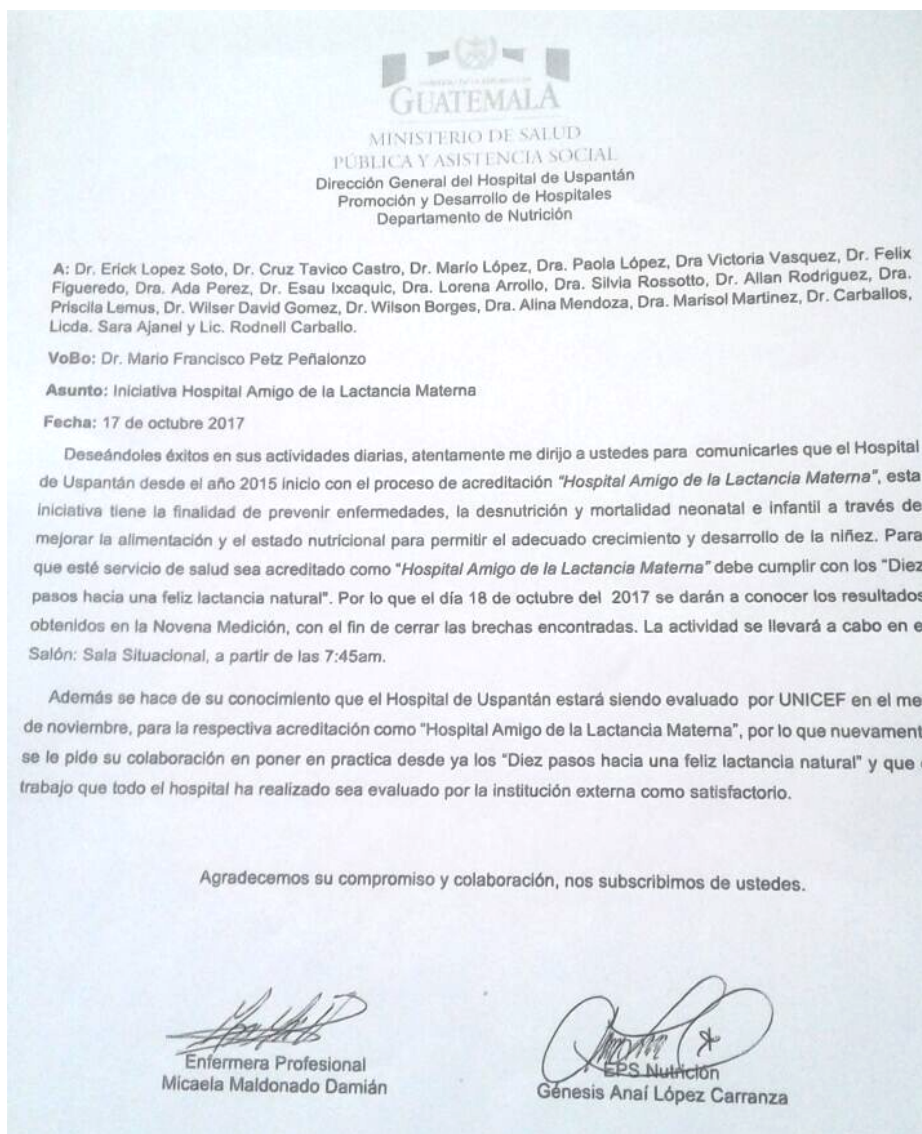 GUATEMALA
MINISTERIO DE SALUD
PÚBLICA Y ASISTENCIA SOCIAL
Dirección General del Hospital de Uspantán
Promoción y Desarrollo de Hospitales
Departamento de Nutrición
A: Dr. Erick Lopez Soto, Dr. Cruz Tavico Castro, Dr. Mario López, Dra. Paola López, Dra Victoria Vasquez, Dr. Felix
Figueredo, Dra. Ada Perez, Dr. Esau Ixcaquic, Dra. Lorena Arrollo, Dra. Silvia Rossotto, Dr. Allan Rodriguez, Dra.
Priscila Lemus, Dr. Wilser David Gomez, Dr. Wilson Borges, Dra. Alina Mendoza, Dra. Marisol Martinez, Dr. Carballos,
Licda. Sara Ajanel y Lic. Rodnell Carballo.
VoBo: Dr. Mario Francisco Petz Peñalonzo
Asunto: Iniciativa Hospital Amigo de la Lactancia Materna
Fecha: 17 de octubre 2017
Deseándoles éxitos en sus actividades diarias, atentamente me dirijo a ustedes para comunicarles que el Hospital
de Uspantán desde el año 2015 inicio con el proceso de acreditación "Hospital Amigo de la Lactancia Materna", esta
iniciativa tiene la finalidad de prevenir enfermedades, la desnutrición y mortalidad neonatal e infantil a través de
mejorar la alimentación y el estado nutricional para permitir el adecuado crecimiento y desarrollo de la niñez. Para
que esté servicio de salud sea acreditado como "Hospital Amigo de la Lactancia Materna" debe cumplir con los "Diez
pasos hacia una feliz lactancia natural". Por lo que el día 18 de octubre del 2017 se darán a conocer los resultados
obtenidos en la Novena Medición, con el fin de cerrar las brechas encontradas. La actividad se llevará a cabo en e
Salón: Sala Situacional, a partir de las 7:45am.
Además se hace de su conocimiento que el Hospital de Uspantán estará siendo evaluado por UNICEF en el me
de noviembre, para la respectiva acreditación como "Hospital Amigo de la Lactancia Materna", por lo que nuevament
se le pide su colaboración en poner en practica desde ya los "Diez pasos hacia una feliz lactancia natural" y que
trabajo que todo el hospital ha realizado sea evaluado por la institución externa como satisfactorio.
Agradecemos su compromiso y colaboración, nos subscribimos de ustedes.
Enfermera Profesional
Micaela Maldonado Damián
EPS Nutrición
Génesis Anaí López Carranza